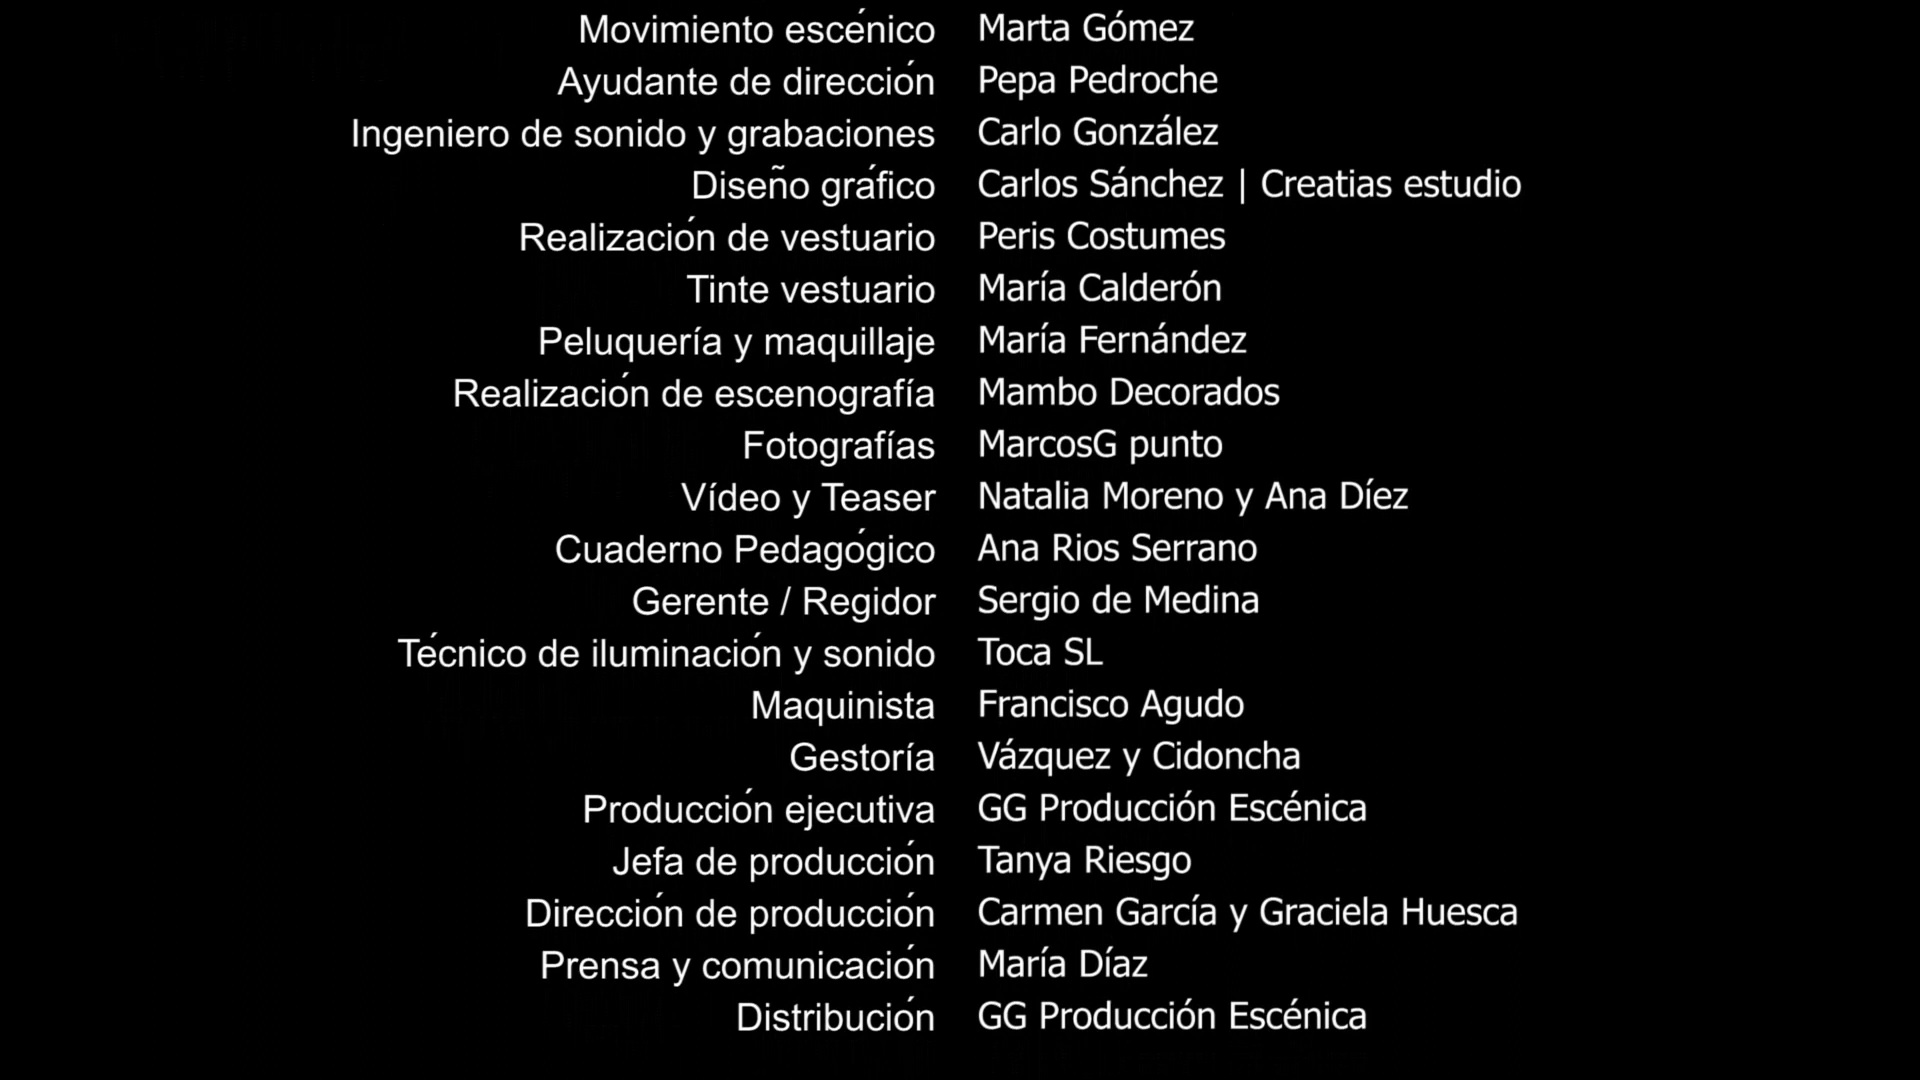 Movimiento escénico Marta Gómez
Ayudante de dirección Pepa Pedroche
Ingeniero de sonido y grabaciones Carlo González
Diseño gráfico Carlos Sánchez | Creatias estudio
Realización de vestuario Peris Costumes
Tinte vestuario María Calderón
Peluquería y maquillaje María Fernández
Realización de escenografía Mambo Decorados
Fotografías MarcosG punto
Vídeo y Teaser Natalia Moreno y Ana Díez
Cuaderno Pedagógico Ana Rios Serrano
Gerente / Regidor Sergio de Medina
Técnico de iluminación y sonido Toca SL
Maquinista Francisco Agudo
Gestoría Vázquez y Cidoncha
Producción ejecutiva GG Producción Escénica
Jefa de producción Tanya Riesgo
Dirección de producción Carmen García y Graciela Huesca
Prensa y comunicación María Díaz
Distribución GG Producción Escénica